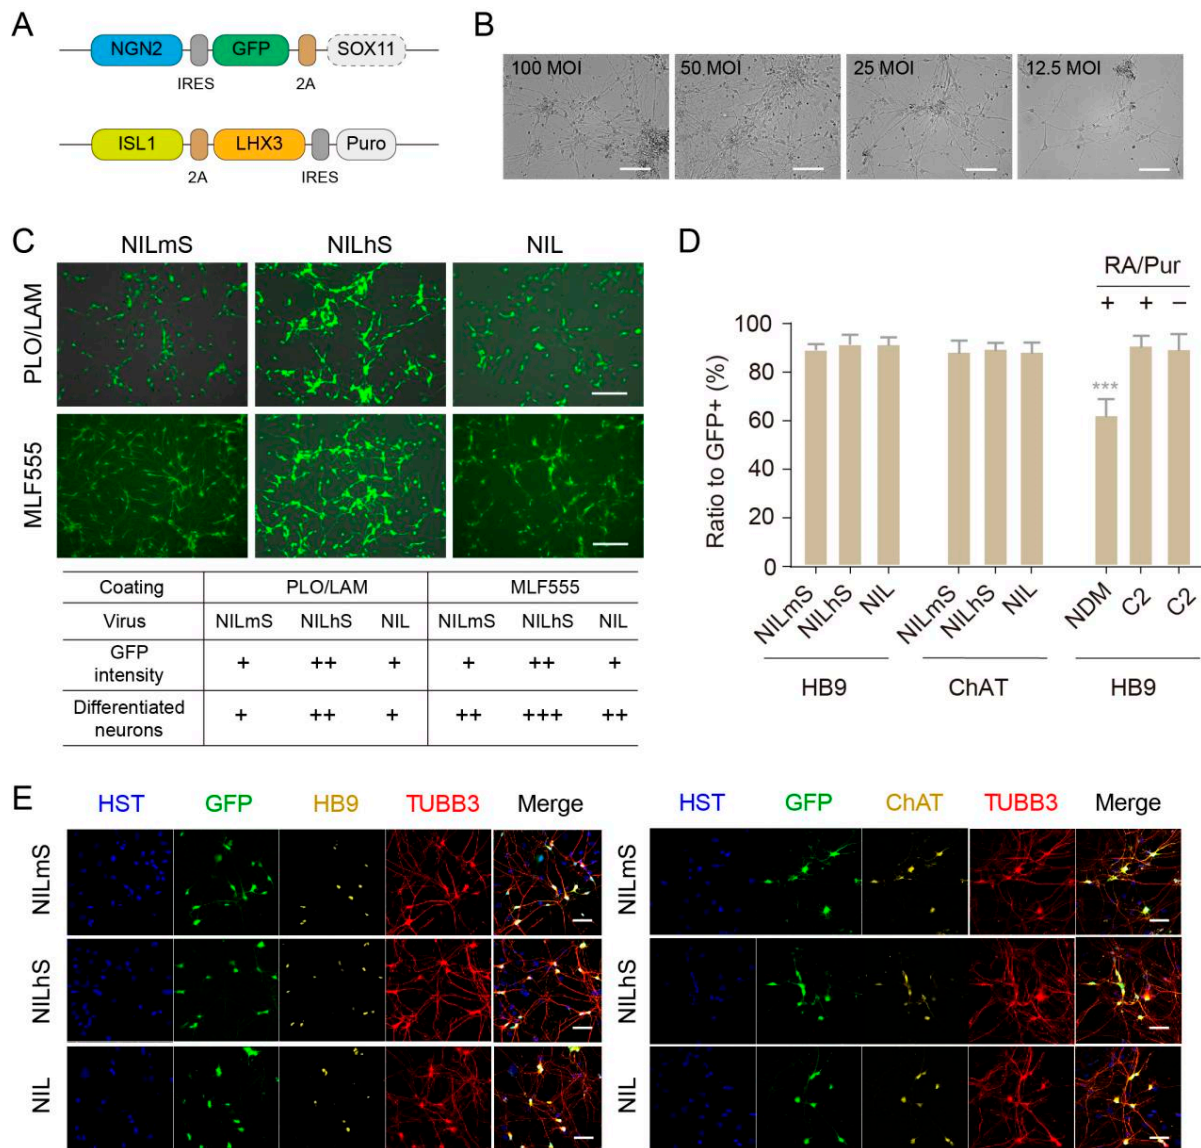 A
NGN2 GFP SOX11
IRES 2A
ISL1 LHX3 Puro
2A IRES
B
100 MOI 50 MOI 25 MOI 12.5 MOI
C
NILmS NILhS NIL
PLO/LAM
MLF555
Coating PLO/LAM MLF555
Virus NILmS NILhS NIL NILmS NILhS NIL
GFP intensity + ++ + + ++ +
Differentiated neurons + ++ + ++ +++ ++
D
RA/Pur
+ + −
Ratio to GFP+ (%)
100
80
60
40
20
0
***
NILmS NILhS NIL NILmS NILhS NIL NDM C2 C2
HB9 ChAT HB9
E
HST GFP HB9 TUBB3 Merge HST GFP ChAT TUBB3 Merge
NILmS NILmS
NILhS NILhS
NIL NIL